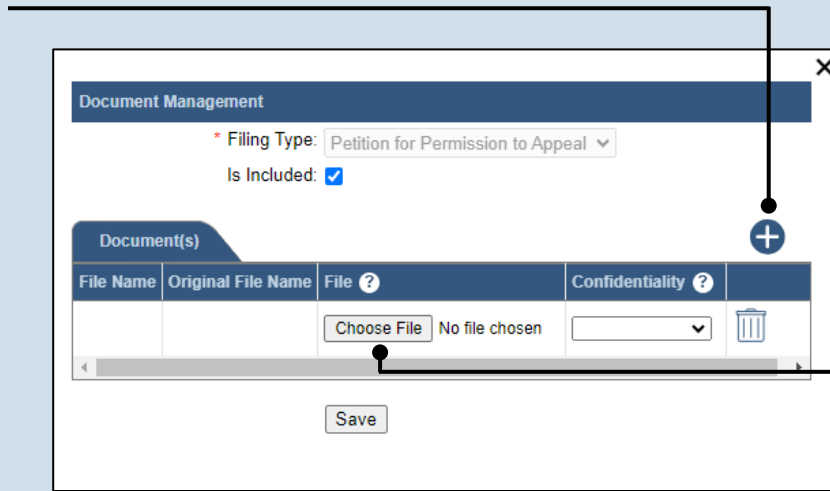 Document Management
* Filing Type: Petition for Permission to Appeal
Is Included:
Document(s)
File Name Original File Name File ? Confidentiality ?
Choose File No file chosen
Save